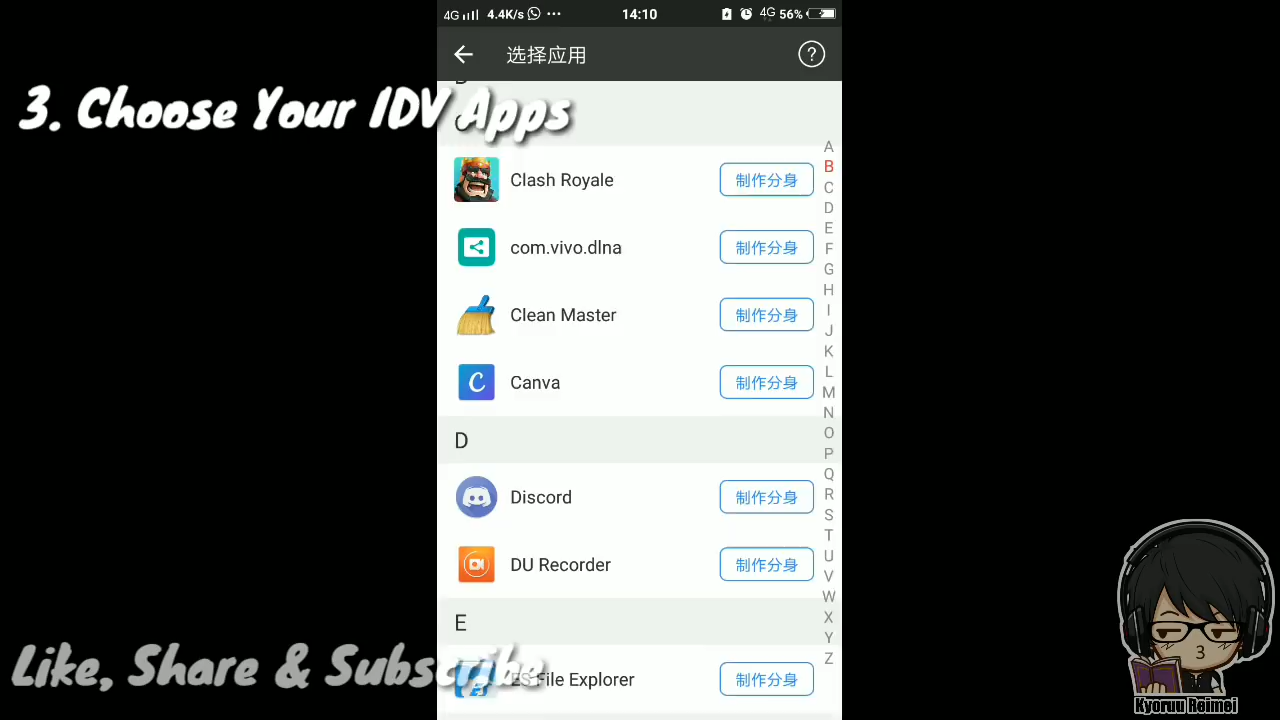 4G 4.4K/s ... 14:10 4G 56%
选择应用 ?
3. Choose Your IDV Apps
Clash Royale 制作分身
com.vivo.dlna 制作分身
Clean Master 制作分身
C Canva 制作分身
D
Discord 制作分身
DU Recorder 制作分身
E
ES File Explorer 制作分身
A
B
C
D
E
F
G
H
I
J
K
L
M
N
O
P
Q
R
S
T
U
V
W
X
Y
Z
Like, Share & Subscribe
3
Kyoruu Reimei